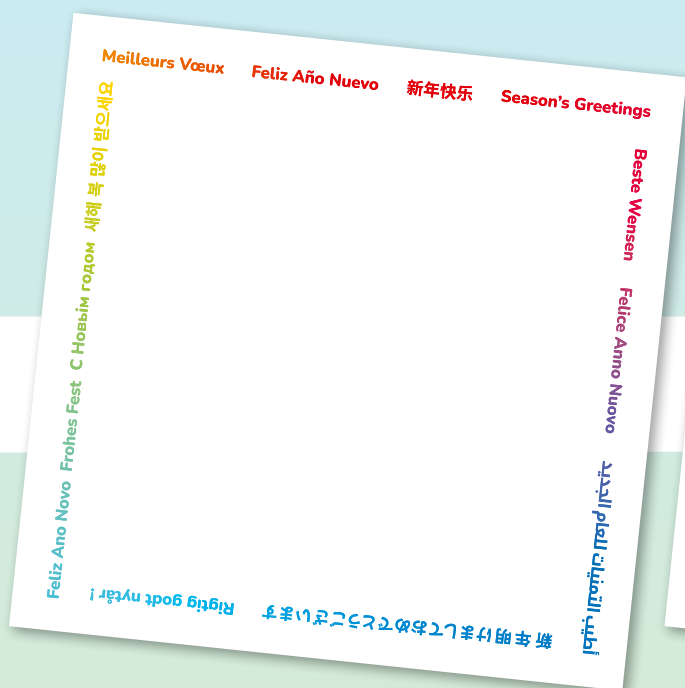 Meilleurs Vœux
Feliz Año Nuevo
新年快乐
Season's Greetings
Beste Wensen
Felice Anno Nuovo
أطيب التمنيات للعام الجديد
新年明けましておめでとうございます
Rigtig godt nytår !
Feliz Ano Novo
Frohes Fest
С Новым годом
새해 복 많이 받으세요